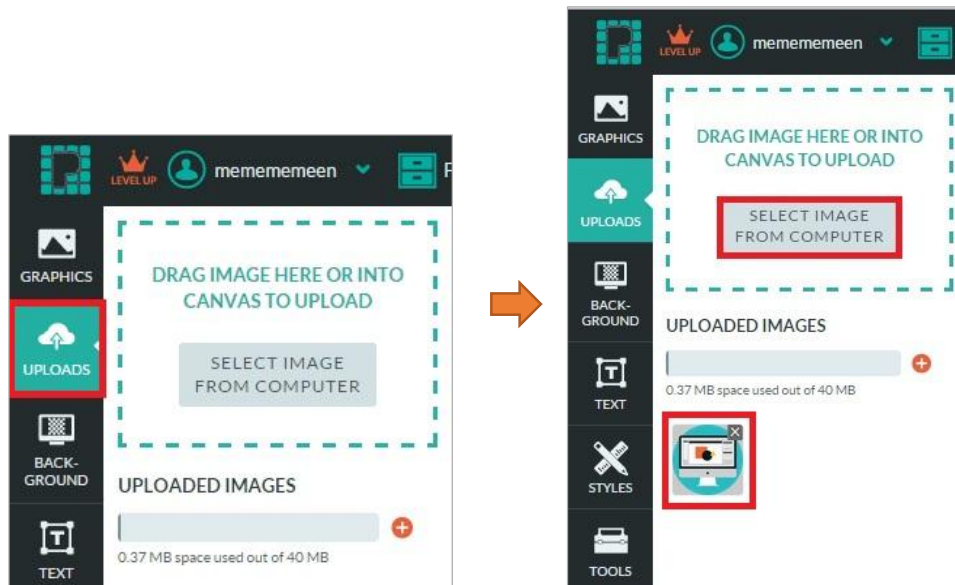 LEVEL UP
memememeen
F
GRAPHICS
UPLOADS
BACK-
GROUND
TEXT
DRAG IMAGE HERE OR INTO
CANVAS TO UPLOAD
SELECT IMAGE
FROM COMPUTER
UPLOADED IMAGES
0.37 MB space used out of 40 MB
LEVEL UP
memememeen
GRAPHICS
UPLOADS
BACK-
GROUND
TEXT
STYLES
TOOLS
DRAG IMAGE HERE OR INTO
CANVAS TO UPLOAD
SELECT IMAGE
FROM COMPUTER
UPLOADED IMAGES
0.37 MB space used out of 40 MB